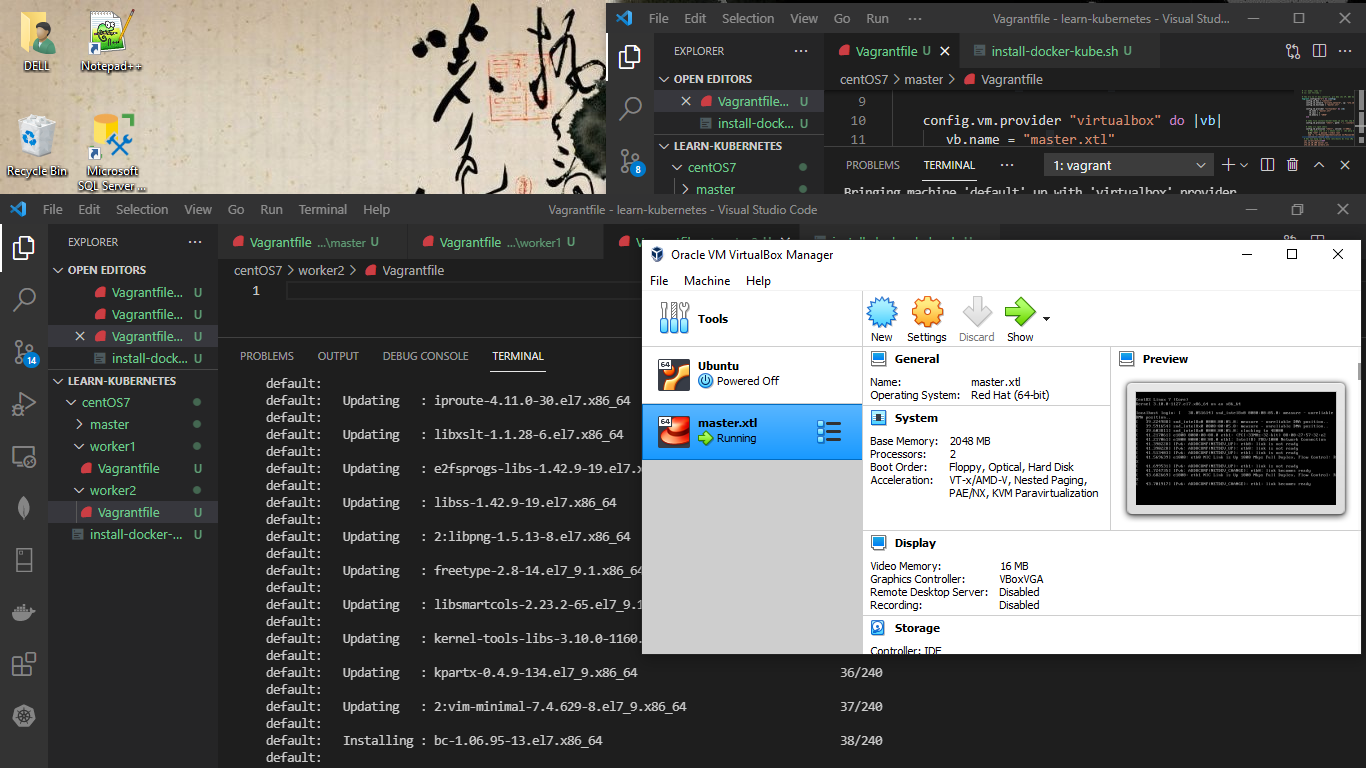 DELL
Notepad++
Recycle Bin
Microsoft
SQL Server ...
File Edit Selection View Go Run ··· Vagrantfile - learn-kubernetes - Visual Stud...
EXPLORER ···
Vagrantfile U
install-docker-kube.sh U
OPEN EDITORS
centOS7 > master > Vagrantfile
Vagrantfile... U
install-dock... U
LEARN-KUBERNETES
centOS7
master
8
9
10 config.vm.provider "virtualbox" do |vb|
11 vb.name = "master.xtl"
PROBLEMS TERMINAL ··· 1: vagrant
Bringing machine 'default' up with 'virtualbox' provider
File Edit Selection View Go Run Terminal Help Vagrantfile - learn-kubernetes - Visual Studio Code
EXPLORER ···
Vagrantfile ...\master U
Vagrantfile ...\worker1 U
OPEN EDITORS
Vagrantfile... U
Vagrantfile... U
Vagrantfile... U
install-dock... U
LEARN-KUBERNETES
centOS7
master
worker1
Vagrantfile U
worker2
Vagrantfile U
install-docker-... U
14
centOS7 > worker2 > Vagrantfile
1
PROBLEMS OUTPUT DEBUG CONSOLE TERMINAL
default:
default: Updating : iproute-4.11.0-30.el7.x86_64
default:
default: Updating : libxslt-1.1.28-6.el7.x86_64
default:
default: Updating : e2fsprogs-libs-1.42.9-19.el7.x
default:
default: Updating : libss-1.42.9-19.el7.x86_64
default:
default: Updating : 2:libpng-1.5.13-8.el7.x86_64
default:
default: Updating : freetype-2.8-14.el7_9.1.x86_64
default:
default: Updating : libsmartcols-2.23.2-65.el7_9.1
default:
default: Updating : kernel-tools-libs-3.10.0-1160.
default:
default: Updating : kpartx-0.4.9-134.el7_9.x86_64 36/240
default:
default: Updating : 2:vim-minimal-7.4.629-8.el7_9.x86_64 37/240
default:
default: Installing : bc-1.06.95-13.el7.x86_64 38/240
default:
Oracle VM VirtualBox Manager
File Machine Help
Tools
New Settings Discard Show
64
Ubuntu
Powered Off
64
master.xtl
Running
General
Name: master.xtl
Operating System: Red Hat (64-bit)
System
Base Memory: 2048 MB
Processors: 2
Boot Order: Floppy, Optical, Hard Disk
Acceleration: VT-x/AMD-V, Nested Paging,
PAE/NX, KVM Paravirtualization
Preview
Display
Video Memory: 16 MB
Graphics Controller: VBoxVGA
Remote Desktop Server: Disabled
Recording: Disabled
Storage
Controller: IDE